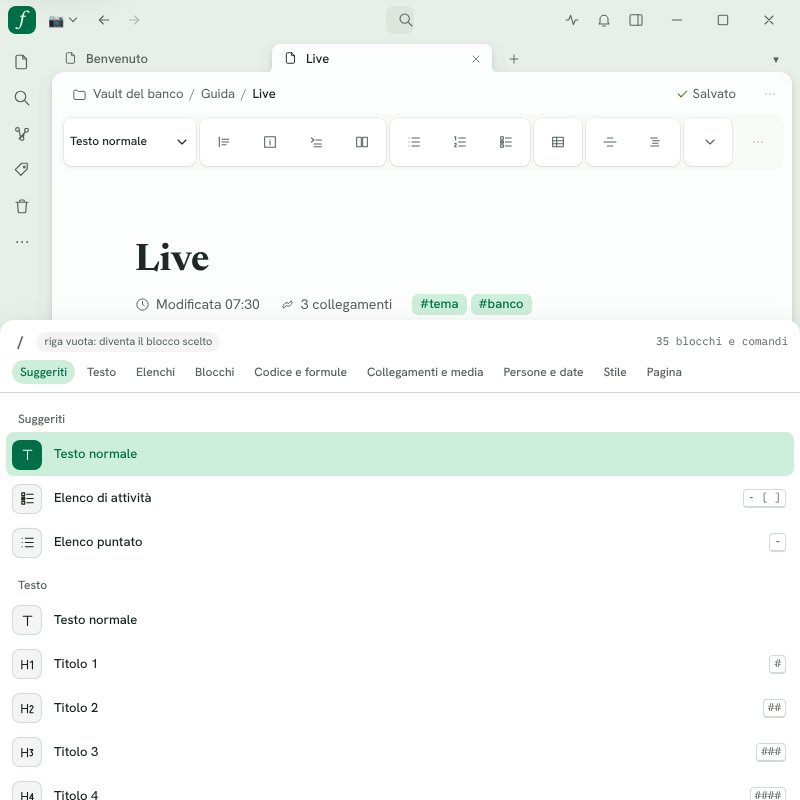 f
Benvenuto
Live
Vault del banco / Guida / Live
Salvato
Testo normale
Live
Modificata 07:30
3 collegamenti
#tema
#banco
/
riga vuota: diventa il blocco scelto
35 blocchi e comandi
Suggeriti
Testo
Elenchi
Blocchi
Codice e formule
Collegamenti e media
Persone e date
Stile
Pagina
Suggeriti
T Testo normale
Elenco di attività - [ ]
Elenco puntato -
Testo
T Testo normale
H1 Titolo 1 #
H2 Titolo 2 ##
H3 Titolo 3 ###
H4 Titolo 4 ####